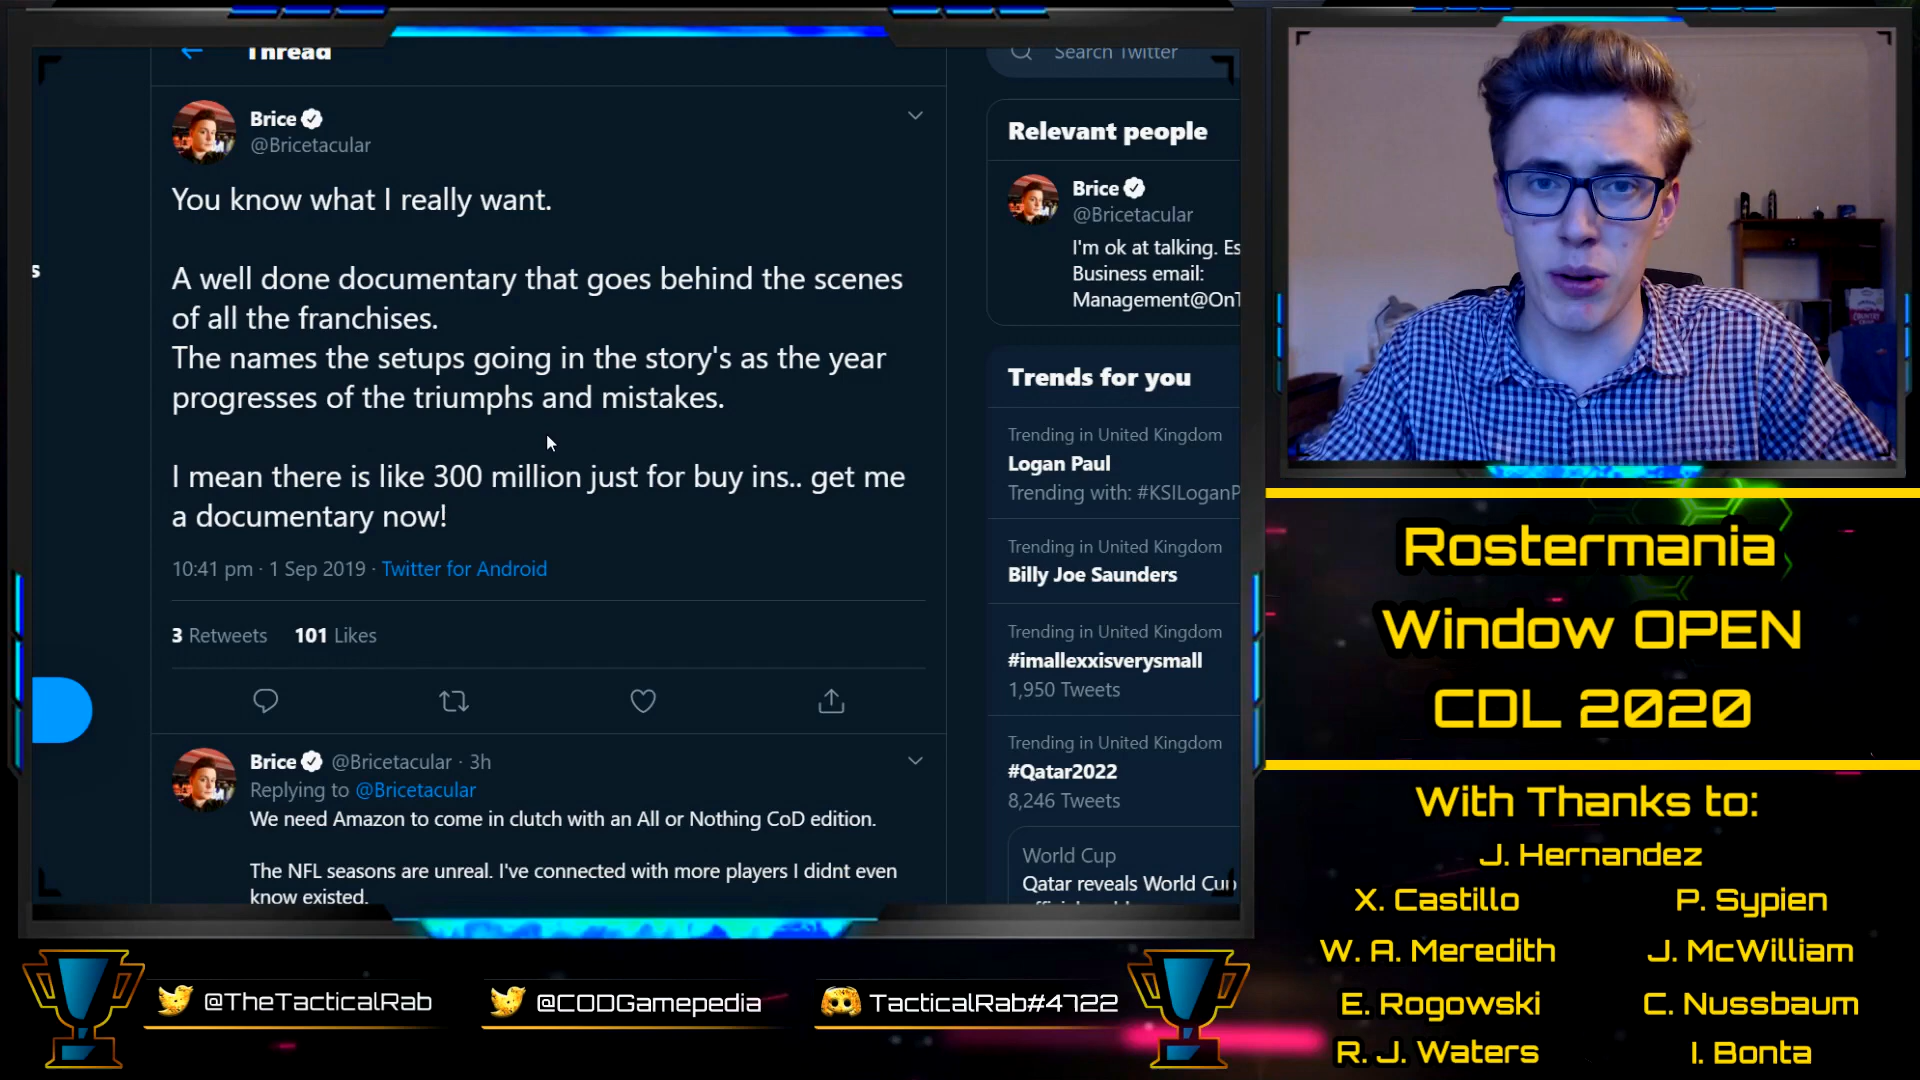 Thread
Search Twitter
s
Brice
@Bricetacular
You know what I really want.
A well done documentary that goes behind the scenes
of all the franchises.
The names the setups going in the story's as the year
progresses of the triumphs and mistakes.
I mean there is like 300 million just for buy ins.. get me
a documentary now!
10:41 pm · 1 Sep 2019 · Twitter for Android
3 Retweets 101 Likes
Brice @Bricetacular · 3h
Replying to @Bricetacular
We need Amazon to come in clutch with an All or Nothing CoD edition.
The NFL seasons are unreal. I've connected with more players I didnt even
know existed.
Relevant people
Brice
@Bricetacular
I'm ok at talking. Es
Business email:
Management@OnT
Trends for you
Trending in United Kingdom
Logan Paul
Trending with: #KSILoganP
Trending in United Kingdom
Billy Joe Saunders
Trending in United Kingdom
#imallexxisverysmall
1,950 Tweets
Trending in United Kingdom
#Qatar2022
8,246 Tweets
World Cup
Qatar reveals World Cup
Rostermania
Window OPEN
CDL 2020
With Thanks to:
J. Hernandez
X. Castillo P. Sypien
W. A. Meredith J. McWilliam
E. Rogowski C. Nussbaum
R. J. Waters I. Bonta
@TheTacticalRab @CODGamepedia TacticalRab#4722